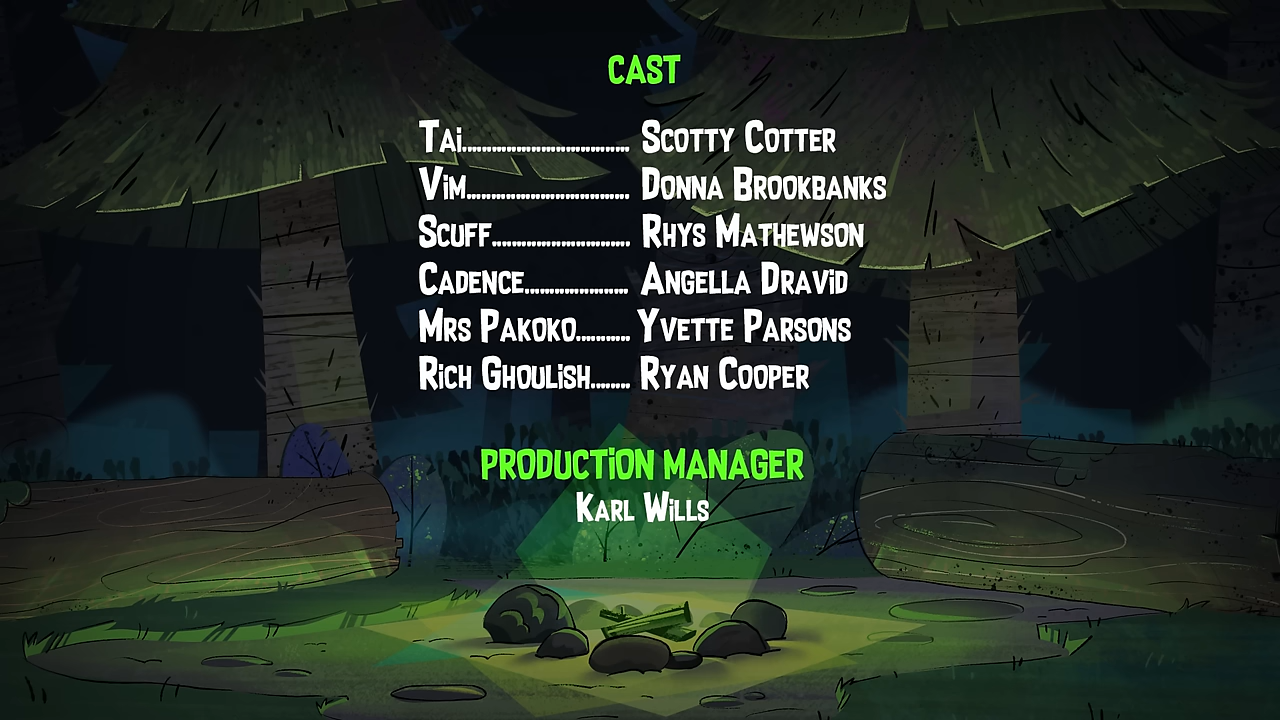 CAST
Tai.................................. Scotty Cotter
Vim................................. Donna Brookbanks
Scuff............................ Rhys Mathewson
Cadence..................... Angella Dravid
Mrs Pakoko........... Yvette Parsons
Rich Ghoulish........ Ryan Cooper
PRODUCTION MANAGER
Karl Wills